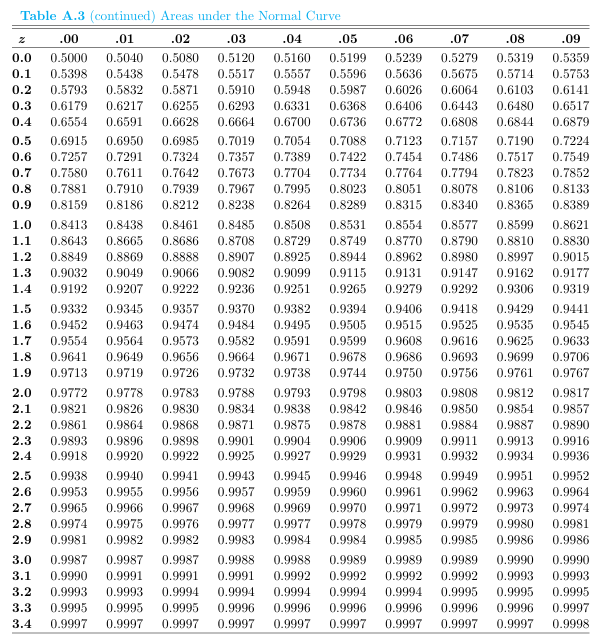 Table A.3 (continued) Areas under the Normal Curve
z .00 .01 .02 .03 .04 .05 .06 .07 .08 .09
0.0 0.5000 0.5040 0.5080 0.5120 0.5160 0.5199 0.5239 0.5279 0.5319 0.5359
0.1 0.5398 0.5438 0.5478 0.5517 0.5557 0.5596 0.5636 0.5675 0.5714 0.5753
0.2 0.5793 0.5832 0.5871 0.5910 0.5948 0.5987 0.6026 0.6064 0.6103 0.6141
0.3 0.6179 0.6217 0.6255 0.6293 0.6331 0.6368 0.6406 0.6443 0.6480 0.6517
0.4 0.6554 0.6591 0.6628 0.6664 0.6700 0.6736 0.6772 0.6808 0.6844 0.6879
0.5 0.6915 0.6950 0.6985 0.7019 0.7054 0.7088 0.7123 0.7157 0.7190 0.7224
0.6 0.7257 0.7291 0.7324 0.7357 0.7389 0.7422 0.7454 0.7486 0.7517 0.7549
0.7 0.7580 0.7611 0.7642 0.7673 0.7704 0.7734 0.7764 0.7794 0.7823 0.7852
0.8 0.7881 0.7910 0.7939 0.7967 0.7995 0.8023 0.8051 0.8078 0.8106 0.8133
0.9 0.8159 0.8186 0.8212 0.8238 0.8264 0.8289 0.8315 0.8340 0.8365 0.8389
1.0 0.8413 0.8438 0.8461 0.8485 0.8508 0.8531 0.8554 0.8577 0.8599 0.8621
1.1 0.8643 0.8665 0.8686 0.8708 0.8729 0.8749 0.8770 0.8790 0.8810 0.8830
1.2 0.8849 0.8869 0.8888 0.8907 0.8925 0.8944 0.8962 0.8980 0.8997 0.9015
1.3 0.9032 0.9049 0.9066 0.9082 0.9099 0.9115 0.9131 0.9147 0.9162 0.9177
1.4 0.9192 0.9207 0.9222 0.9236 0.9251 0.9265 0.9279 0.9292 0.9306 0.9319
1.5 0.9332 0.9345 0.9357 0.9370 0.9382 0.9394 0.9406 0.9418 0.9429 0.9441
1.6 0.9452 0.9463 0.9474 0.9484 0.9495 0.9505 0.9515 0.9525 0.9535 0.9545
1.7 0.9554 0.9564 0.9573 0.9582 0.9591 0.9599 0.9608 0.9616 0.9625 0.9633
1.8 0.9641 0.9649 0.9656 0.9664 0.9671 0.9678 0.9686 0.9693 0.9699 0.9706
1.9 0.9713 0.9719 0.9726 0.9732 0.9738 0.9744 0.9750 0.9756 0.9761 0.9767
2.0 0.9772 0.9778 0.9783 0.9788 0.9793 0.9798 0.9803 0.9808 0.9812 0.9817
2.1 0.9821 0.9826 0.9830 0.9834 0.9838 0.9842 0.9846 0.9850 0.9854 0.9857
2.2 0.9861 0.9864 0.9868 0.9871 0.9875 0.9878 0.9881 0.9884 0.9887 0.9890
2.3 0.9893 0.9896 0.9898 0.9901 0.9904 0.9906 0.9909 0.9911 0.9913 0.9916
2.4 0.9918 0.9920 0.9922 0.9925 0.9927 0.9929 0.9931 0.9932 0.9934 0.9936
2.5 0.9938 0.9940 0.9941 0.9943 0.9945 0.9946 0.9948 0.9949 0.9951 0.9952
2.6 0.9953 0.9955 0.9956 0.9957 0.9959 0.9960 0.9961 0.9962 0.9963 0.9964
2.7 0.9965 0.9966 0.9967 0.9968 0.9969 0.9970 0.9971 0.9972 0.9973 0.9974
2.8 0.9974 0.9975 0.9976 0.9977 0.9977 0.9978 0.9979 0.9979 0.9980 0.9981
2.9 0.9981 0.9982 0.9982 0.9983 0.9984 0.9984 0.9985 0.9985 0.9986 0.9986
3.0 0.9987 0.9987 0.9987 0.9988 0.9988 0.9989 0.9989 0.9989 0.9990 0.9990
3.1 0.9990 0.9991 0.9991 0.9991 0.9992 0.9992 0.9992 0.9992 0.9993 0.9993
3.2 0.9993 0.9993 0.9994 0.9994 0.9994 0.9994 0.9994 0.9995 0.9995 0.9995
3.3 0.9995 0.9995 0.9995 0.9996 0.9996 0.9996 0.9996 0.9996 0.9996 0.9997
3.4 0.9997 0.9997 0.9997 0.9997 0.9997 0.9997 0.9997 0.9997 0.9997 0.9998